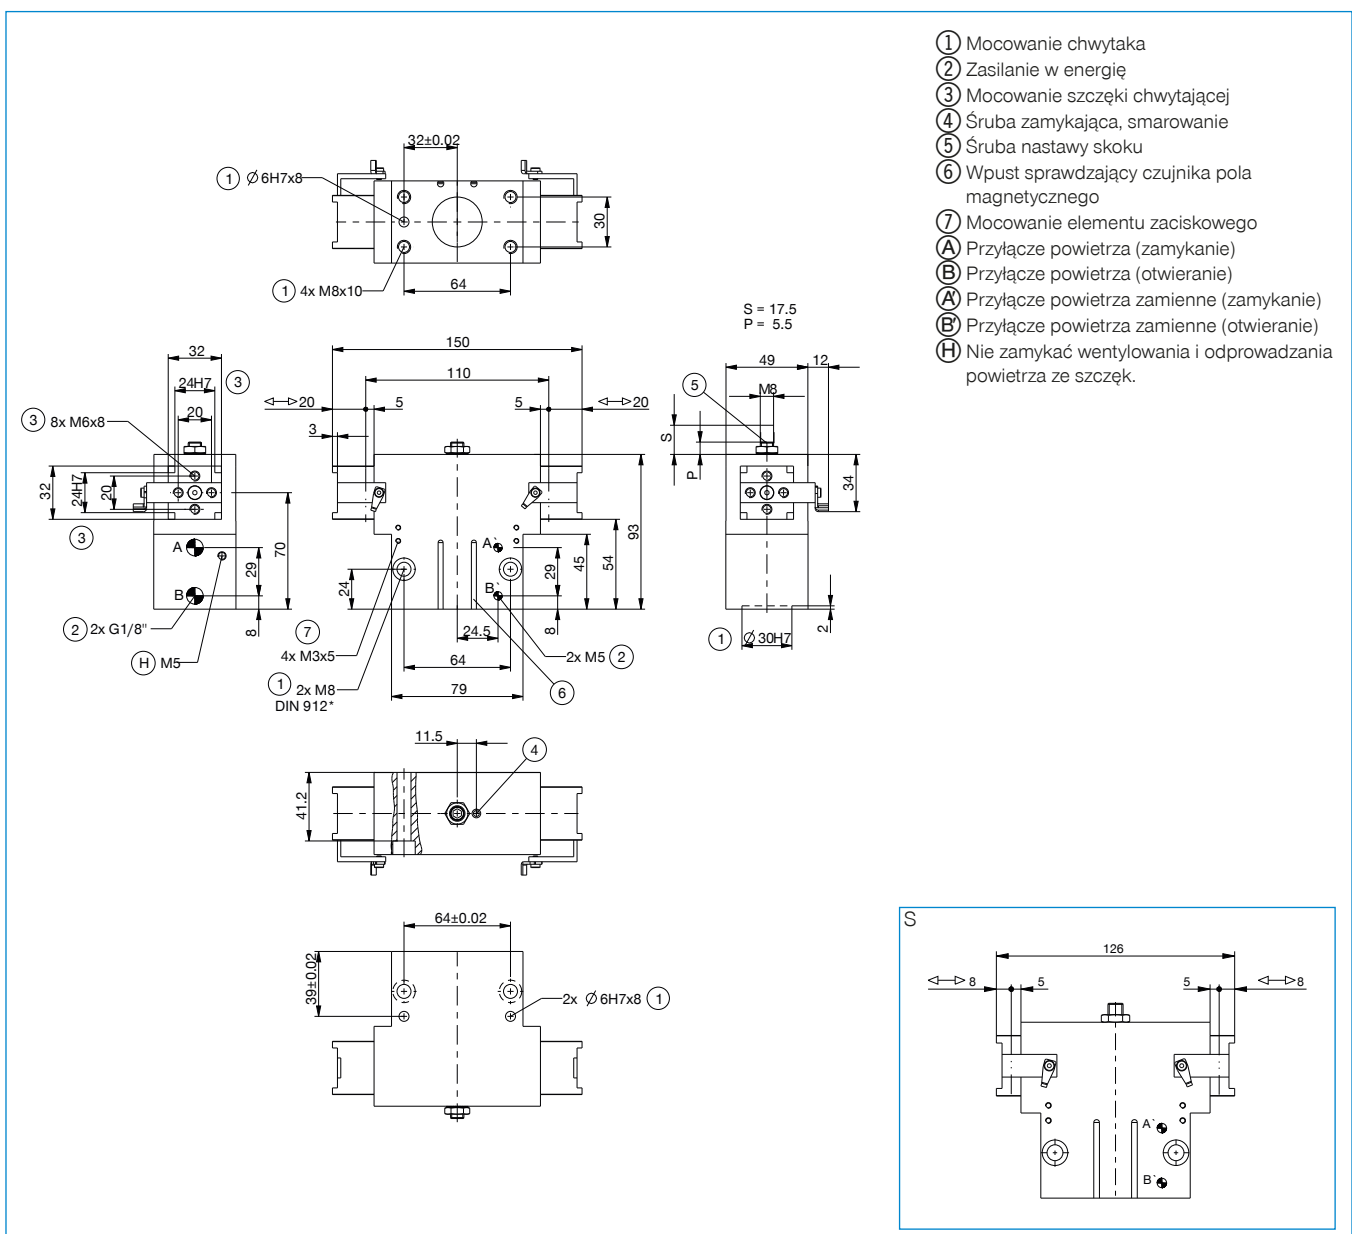 ① Mocowanie chwytaka
② Zasilanie w energię
③ Mocowanie szczęki chwytającej
④ Śruba zamykająca, smarowanie
⑤ Śruba nastawy skoku
⑥ Wpust sprawdzający czujnika pola
magnetycznego
⑦ Mocowanie elementu zaciskowego
Ⓐ Przyłącze powietrza (zamykanie)
Ⓑ Przyłącze powietrza (otwieranie)
A' Przyłącze powietrza zamienne (zamykanie)
B' Przyłącze powietrza zamienne (otwieranie)
Ⓗ Nie zamykać wentylowania i odprowadzania
powietrza ze szczęk.
32±0.02
① Ø 6H7x8
30
① 4x M8x10
64
S = 17.5
P = 5.5
32
24H7 ③
20
③ 8x M6x8
32
24H7
20
③
A
B
70
29
8
② 2x G1/8"
Ⓗ M5
150
110
20 5
5 20
3
A`
B`
24
29
8
45
54
93
24.5
⑦
4x M3x5
64
2x M5 ②
① 2x M8
DIN 912*
79
⑥
49 12
⑤ M8
S
P
34
2
① Ø 30H7
11.5
④
41.2
64±0.02
39±0.02
2x Ø 6H7x8 ①
S
126
8 5
5 8
A`
B`